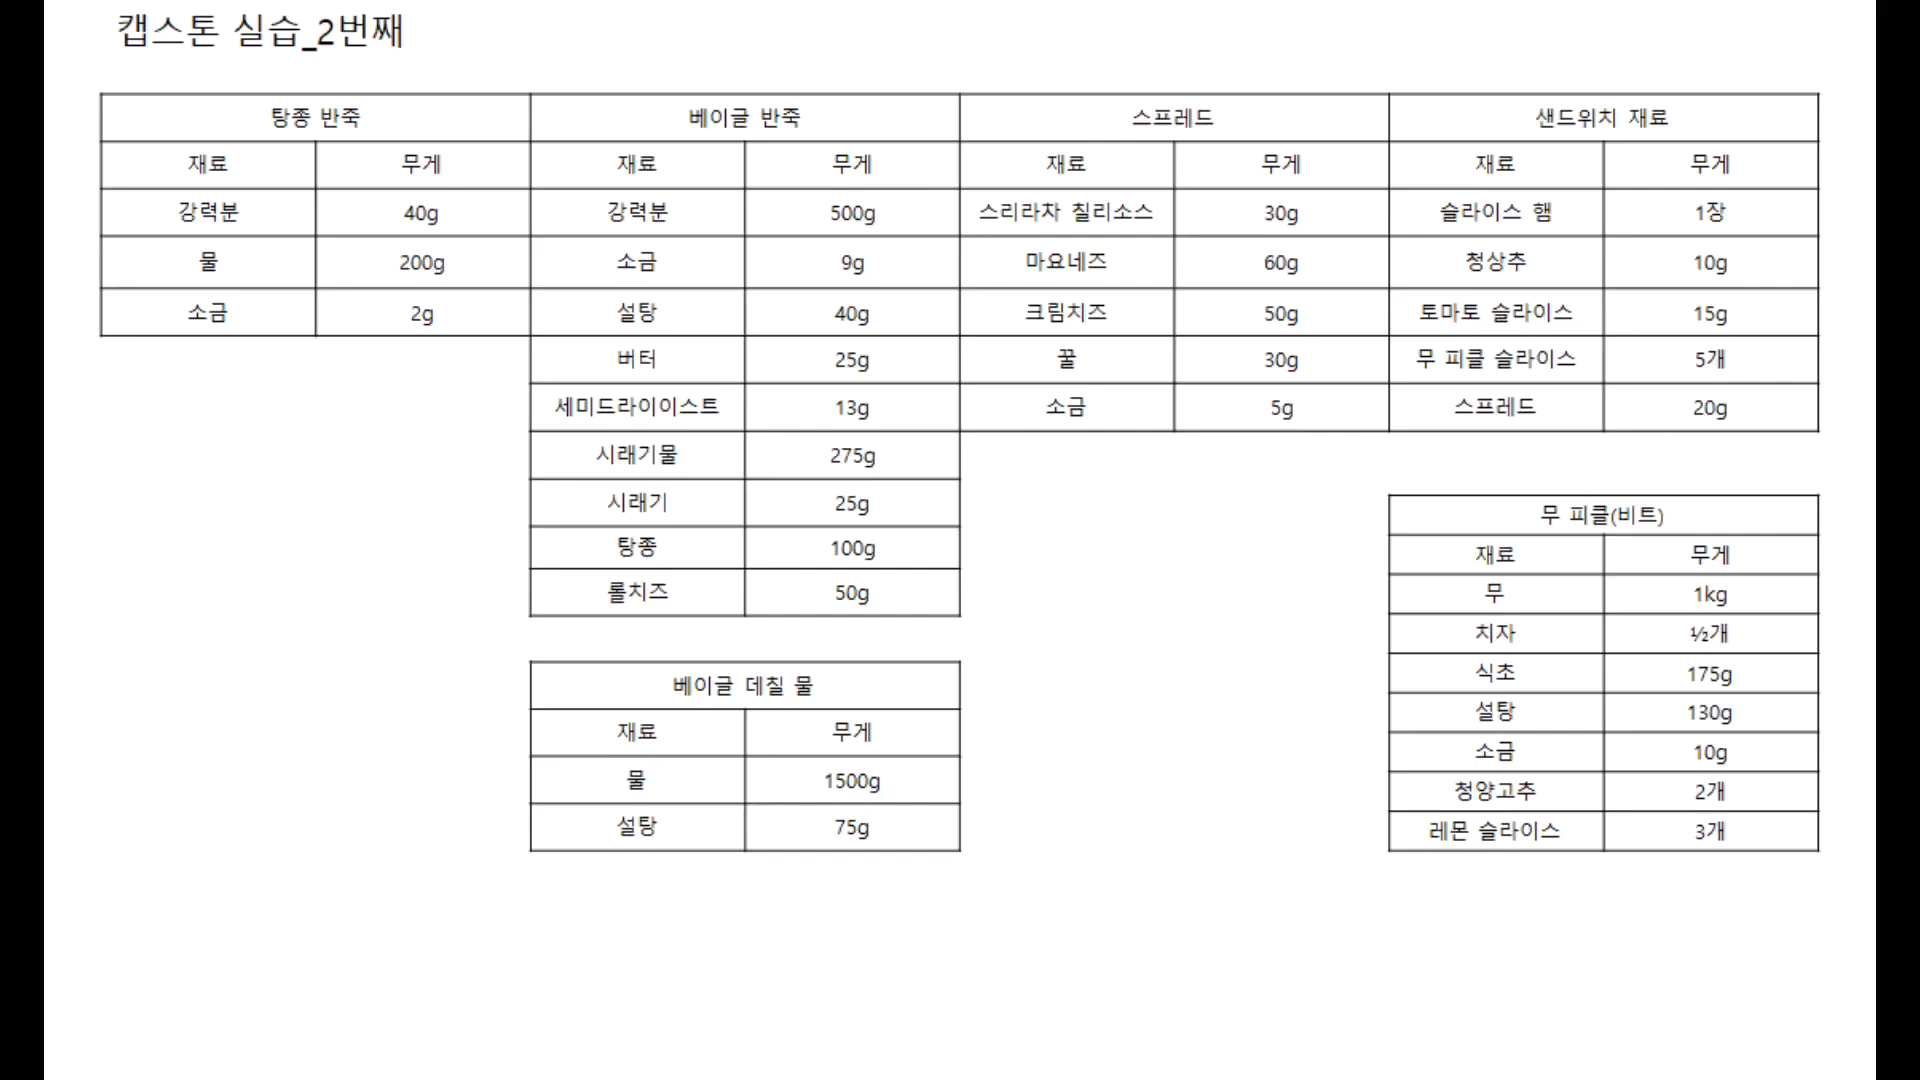 캡스톤 실습_2번째
탕종 반죽 베이글 반죽 스프레드 샌드위치 재료
재료 무게 재료 무게 재료 무게 재료 무게
강력분 40g 강력분 500g 스리라차 칠리소스 30g 슬라이스 햄 1장
물 200g 소금 9g 마요네즈 60g 청상추 10g
소금 2g 설탕 40g 크림치즈 50g 토마토 슬라이스 15g
버터 25g 꿀 30g 무 피클 슬라이스 5개
세미드라이이스트 13g 소금 5g 스프레드 20g
시래기물 275g
시래기 25g
탕종 100g
롤치즈 50g
베이글 데칠 물
재료 무게
물 1500g
설탕 75g
무 피클(비트)
재료 무게
무 1kg
치자 ½개
식초 175g
설탕 130g
소금 10g
청양고추 2개
레몬 슬라이스 3개